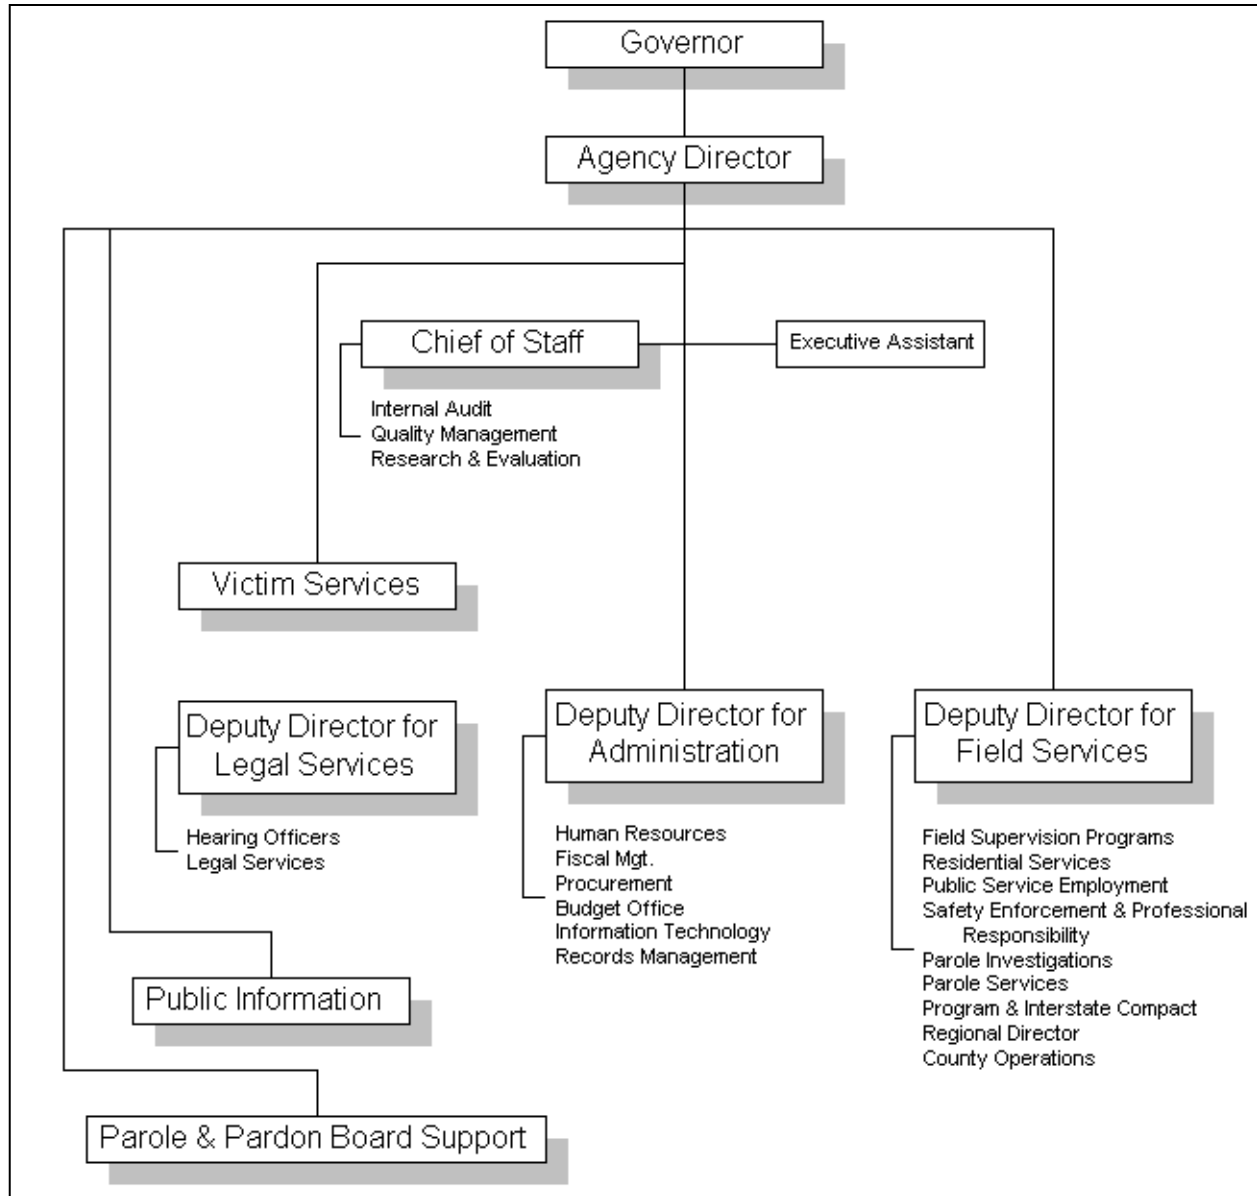 Governor
Agency Director
Chief of Staff
Executive Assistant
Internal Audit
Quality Management
Research & Evaluation
Victim Services
Deputy Director for
Legal Services
Hearing Officers
Legal Services
Deputy Director for
Administration
Human Resources
Fiscal Mgt.
Procurement
Budget Office
Information Technology
Records Management
Deputy Director for
Field Services
Field Supervision Programs
Residential Services
Public Service Employment
Safety Enforcement & Professional
Responsibility
Parole Investigations
Parole Services
Program & Interstate Compact
Regional Director
County Operations
Public Information
Parole & Pardon Board Support